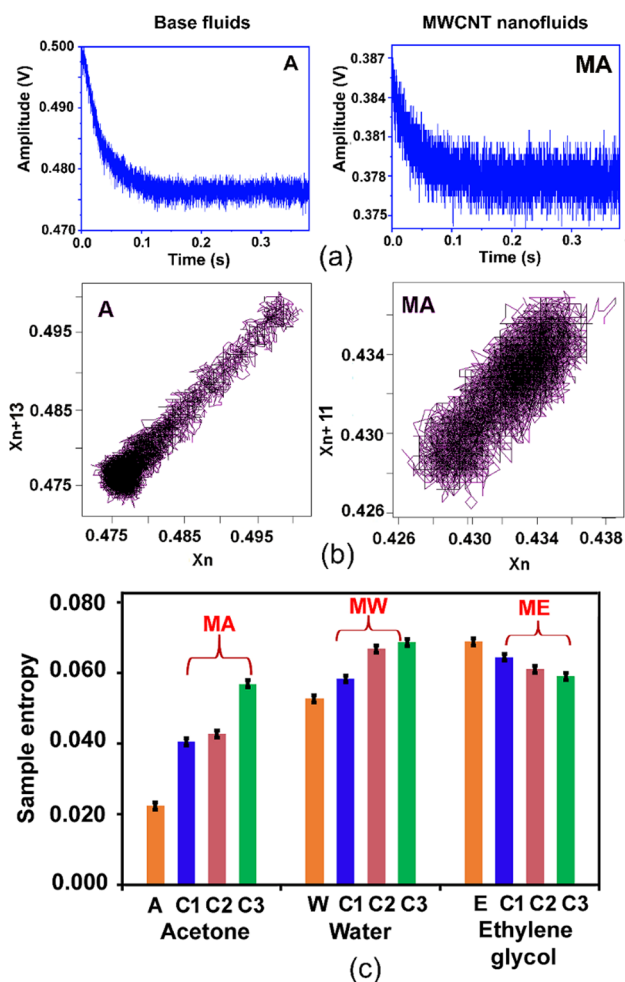 Base fluids
MWCNT nanofluids
Amplitude (V)
0.500
0.490
0.480
0.470
A
0.0 0.1 0.2 0.3
Time (s)
Amplitude (V)
0.387
0.384
0.381
0.378
0.375
MA
0.0 0.1 0.2 0.3
Time (s)
(a)
Xn+13
0.495
0.485
0.475
A
0.475 0.485 0.495
Xn
Xn+ 11
0.434
0.430
0.426
MA
0.426 0.430 0.434 0.438
Xn
(b)
Sample entropy
0.080
0.060
0.040
0.020
0.000
MA
MW
ME
A C1 C2 C3 W C1 C2 C3 E C1 C2 C3
Acetone Water Ethylene
glycol
(c)